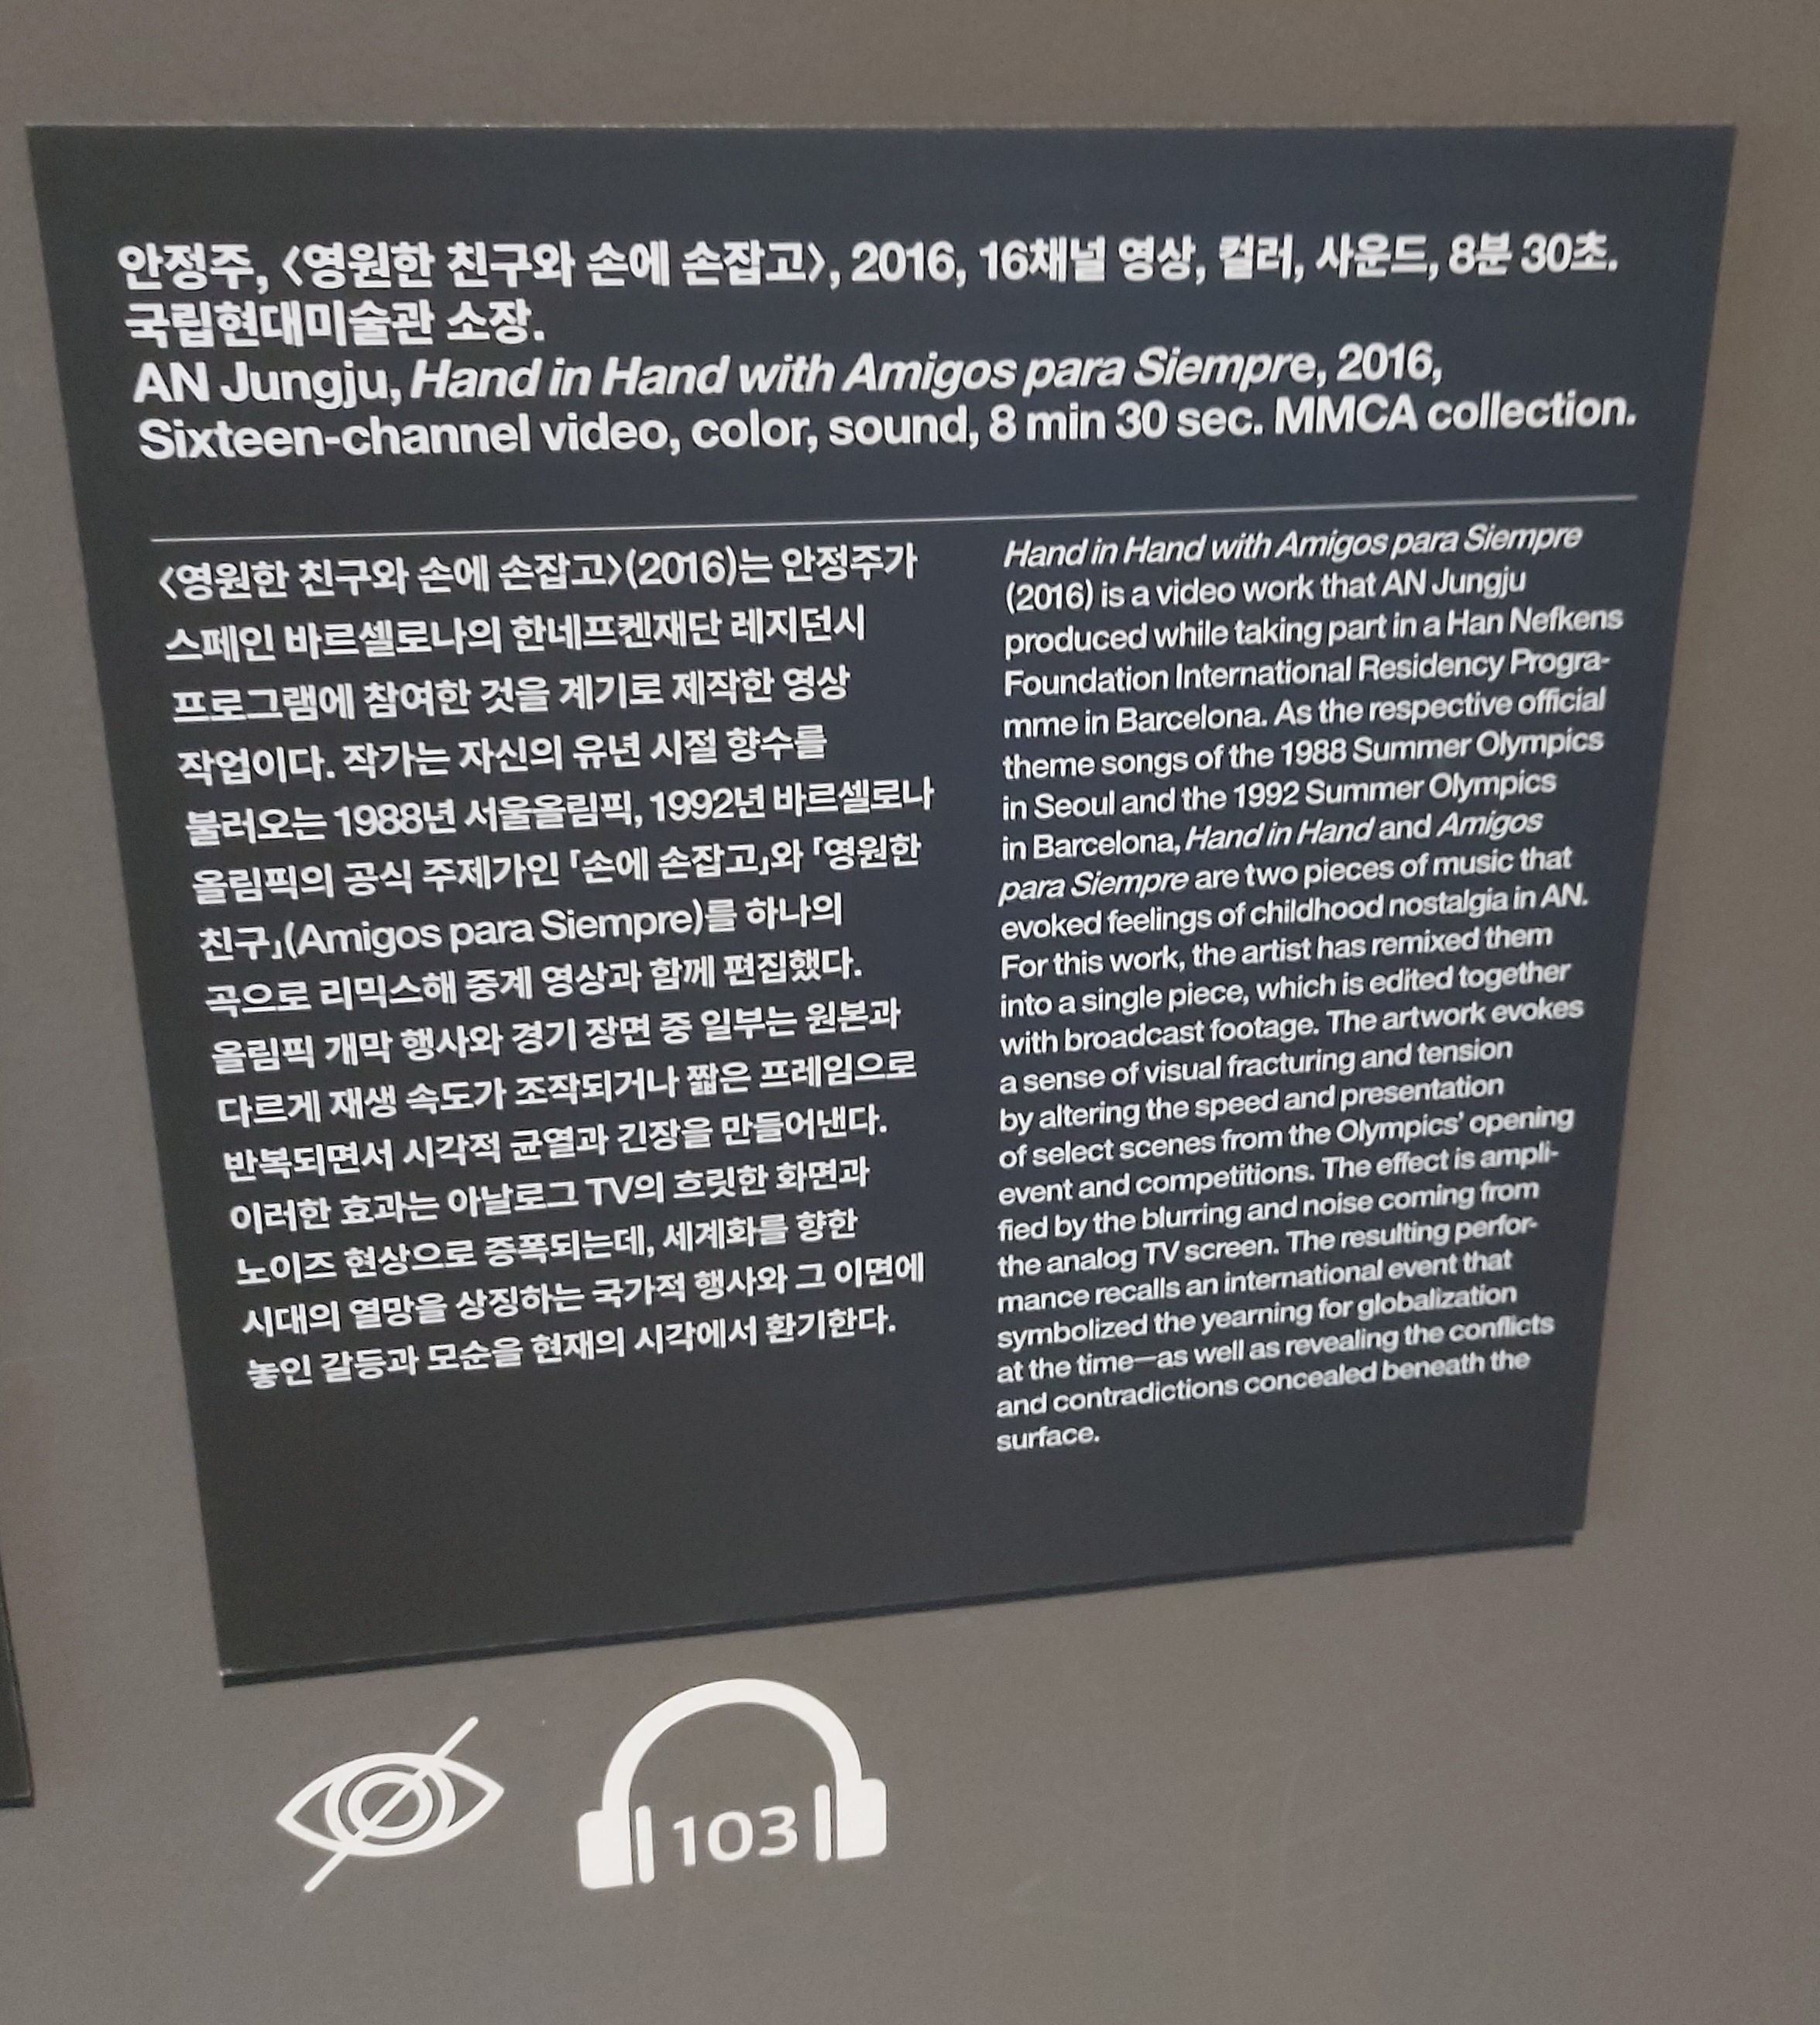 안정주, 〈영원한 친구와 손에 손잡고〉, 2016, 16채널 영상, 컬러, 사운드, 8분 30초.
국립현대미술관 소장.
AN Jungju, Hand in Hand with Amigos para Siempre, 2016,
Sixteen-channel video, color, sound, 8 min 30 sec. MMCA collection.
〈영원한 친구와 손에 손잡고〉(2016)는 안정주가
스페인 바르셀로나의 한네프켄재단 레지던시
프로그램에 참여한 것을 계기로 제작한 영상
작업이다. 작가는 자신의 유년 시절 향수를
불러오는 1988년 서울올림픽, 1992년 바르셀로나
올림픽의 공식 주제가인 「손에 손잡고」와 「영원한
친구」(Amigos para Siempre)를 하나의
곡으로 리믹스해 중계 영상과 함께 편집했다.
올림픽 개막 행사와 경기 장면 중 일부는 원본과
다르게 재생 속도가 조작되거나 짧은 프레임으로
반복되면서 시각적 균열과 긴장을 만들어낸다.
이러한 효과는 아날로그 TV의 흐릿한 화면과
노이즈 현상으로 증폭되는데, 세계화를 향한
시대의 열망을 상징하는 국가적 행사와 그 이면에
놓인 갈등과 모순을 현재의 시각에서 환기한다.
Hand in Hand with Amigos para Siempre
(2016) is a video work that AN Jungju
produced while taking part in a Han Nefkens
Foundation International Residency Progra-
mme in Barcelona. As the respective official
theme songs of the 1988 Summer Olympics
in Seoul and the 1992 Summer Olympics
in Barcelona, Hand in Hand and Amigos
para Siempre are two pieces of music that
evoked feelings of childhood nostalgia in AN.
For this work, the artist has remixed them
into a single piece, which is edited together
with broadcast footage. The artwork evokes
a sense of visual fracturing and tension
by altering the speed and presentation
of select scenes from the Olympics' opening
event and competitions. The effect is ampli-
fied by the blurring and noise coming from
the analog TV screen. The resulting perfor-
mance recalls an international event that
symbolized the yearning for globalization
at the time—as well as revealing the conflicts
and contradictions concealed beneath the
surface.
103